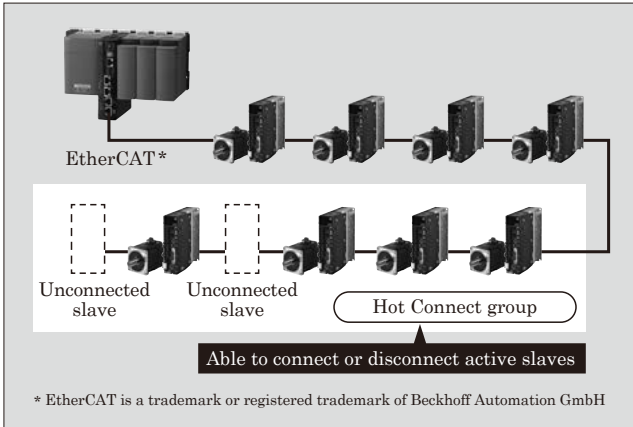 EtherCAT*
Unconnected
slave
Unconnected
slave
Hot Connect group
Able to connect or disconnect active slaves
* EtherCAT is a trademark or registered trademark of Beckhoff Automation GmbH